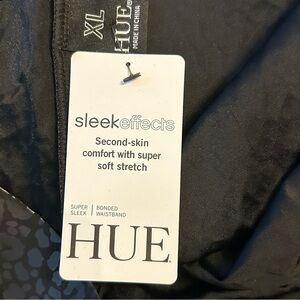 XL
HUE
MADE IN CHINA
sleekeffects
Second-skin
comfort with super
soft stretch
SUPER SLEEK | BONDED WAISTBAND
HUE